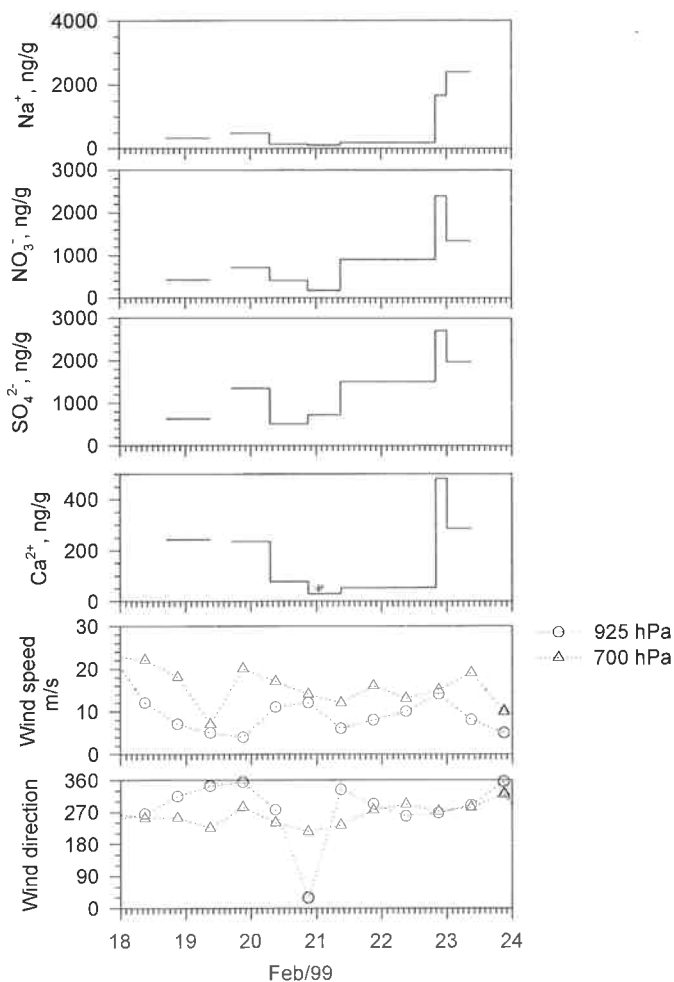 4000
2000
0
Na+, ng/g
3000
2000
1000
0
NO3-, ng/g
3000
2000
1000
0
SO4 2-, ng/g
400
200
0
Ca2+, ng/g
30
20
10
0
Wind speed
m/s
925 hPa
700 hPa
360
270
180
90
0
Wind direction
18 19 20 21 22 23 24
Feb/99